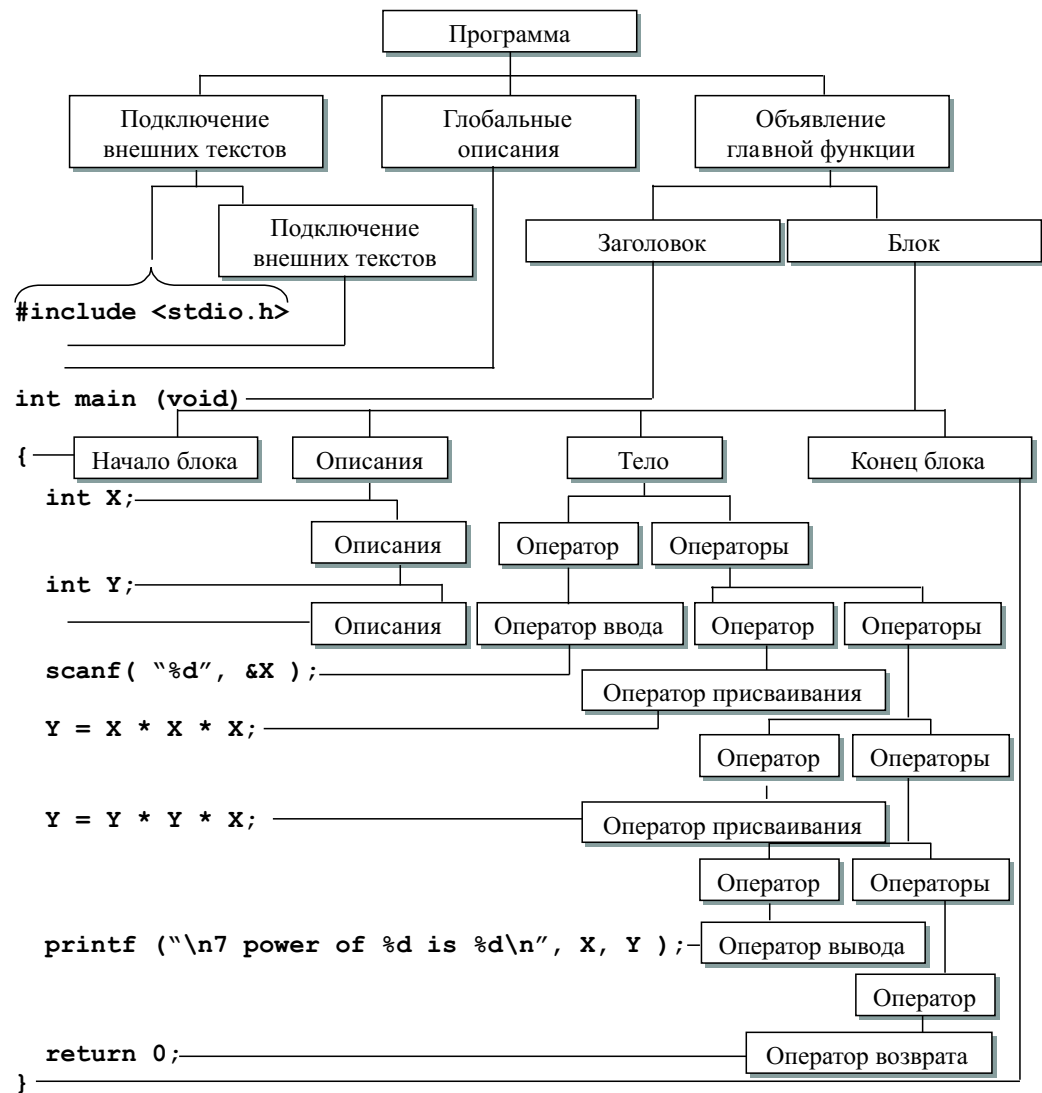 Программа
Подключение
внешних текстов
Глобальные
описания
Объявление
главной функции
Подключение
внешних текстов
Заголовок
Блок
#include <stdio.h>
int main (void)
{
Начало блока
Описания
Тело
Конец блока
int X;
Описания
Оператор
Операторы
int Y;
Описания
Оператор ввода
Оператор
Операторы
scanf( “%d”, &X );
Оператор присваивания
Y = X * X * X;
Оператор
Операторы
Y = Y * Y * X;
Оператор присваивания
Оператор
Операторы
printf (“\n7 power of %d is %d\n”, X, Y );
Оператор вывода
Оператор
return 0;
Оператор возврата
}